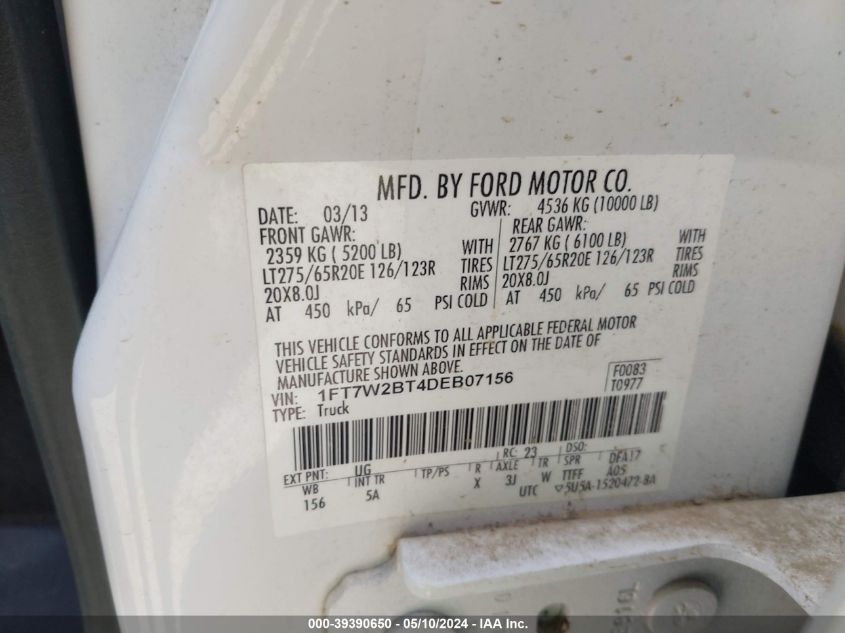 MFD. BY FORD MOTOR CO.
DATE: 03/13 GVWR: 4536 KG (10000 LB)
FRONT GAWR: REAR GAWR:
2359 KG ( 5200 LB) WITH 2767 KG ( 6100 LB) WITH
LT275/65R20E 126/123R TIRES LT275/65R20E 126/123R TIRES
20X8.0J RIMS 20X8.0J RIMS
AT 450 kPa/ 65 PSI COLD AT 450 kPa/ 65 PSI COLD
THIS VEHICLE CONFORMS TO ALL APPLICABLE FEDERAL MOTOR
VEHICLE SAFETY STANDARDS IN EFFECT ON THE DATE OF
MANUFACTURE SHOWN ABOVE.
VIN: 1FT7W2BT4DEB07156 F0083
TYPE: Truck T0977
EXT PNT: UG RC: 23 DSO:
WB INT TR TP/PS R AXLE TR SPR DFA17
156 5A X 3J W TTFF A05
UTC ▽5U5A-1520472-BA
--39390650 - 05/10/2024 - IAA--